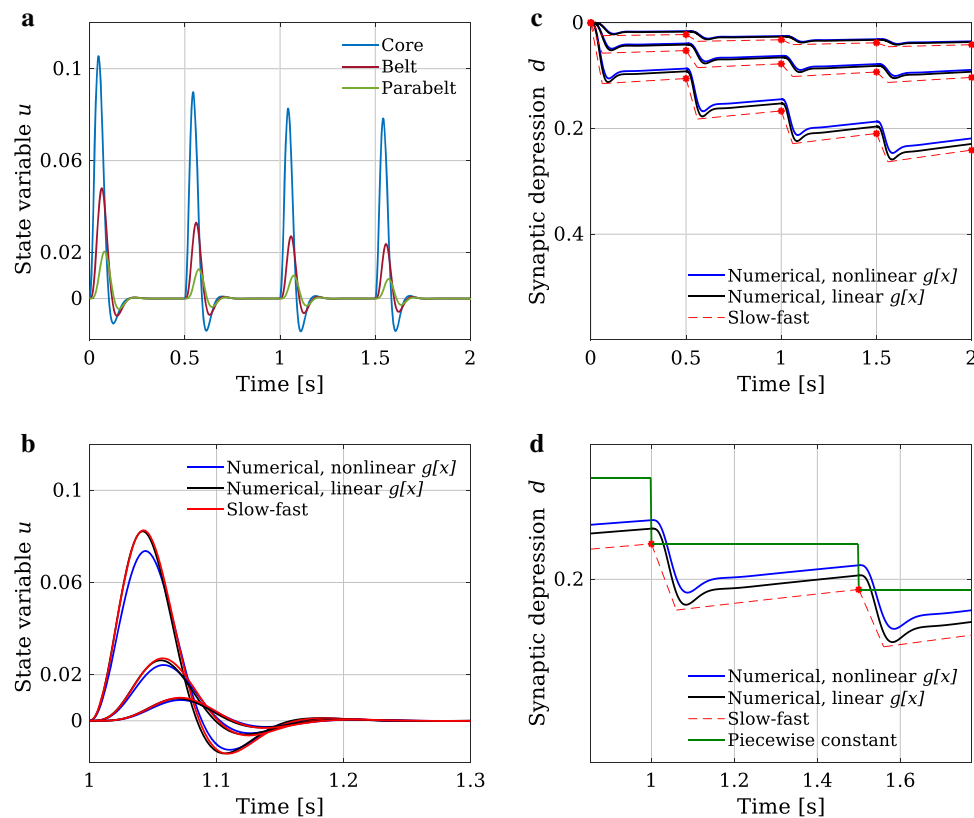 a
State variable u
0.1
0.06
0.02
0
Core
Belt
Parabelt
0 0.5 1 1.5 2
Time [s]
c
Synaptic depression d
0
0.2
0.4
Numerical, nonlinear g[x]
Numerical, linear g[x]
Slow-fast
0 0.5 1 1.5 2
Time [s]
b
State variable u
0.1
0.06
0.02
0
Numerical, nonlinear g[x]
Numerical, linear g[x]
Slow-fast
1 1.1 1.2 1.3
Time [s]
d
Synaptic depression d
0.2
Numerical, nonlinear g[x]
Numerical, linear g[x]
Slow-fast
Piecewise constant
1 1.2 1.4 1.6
Time [s]